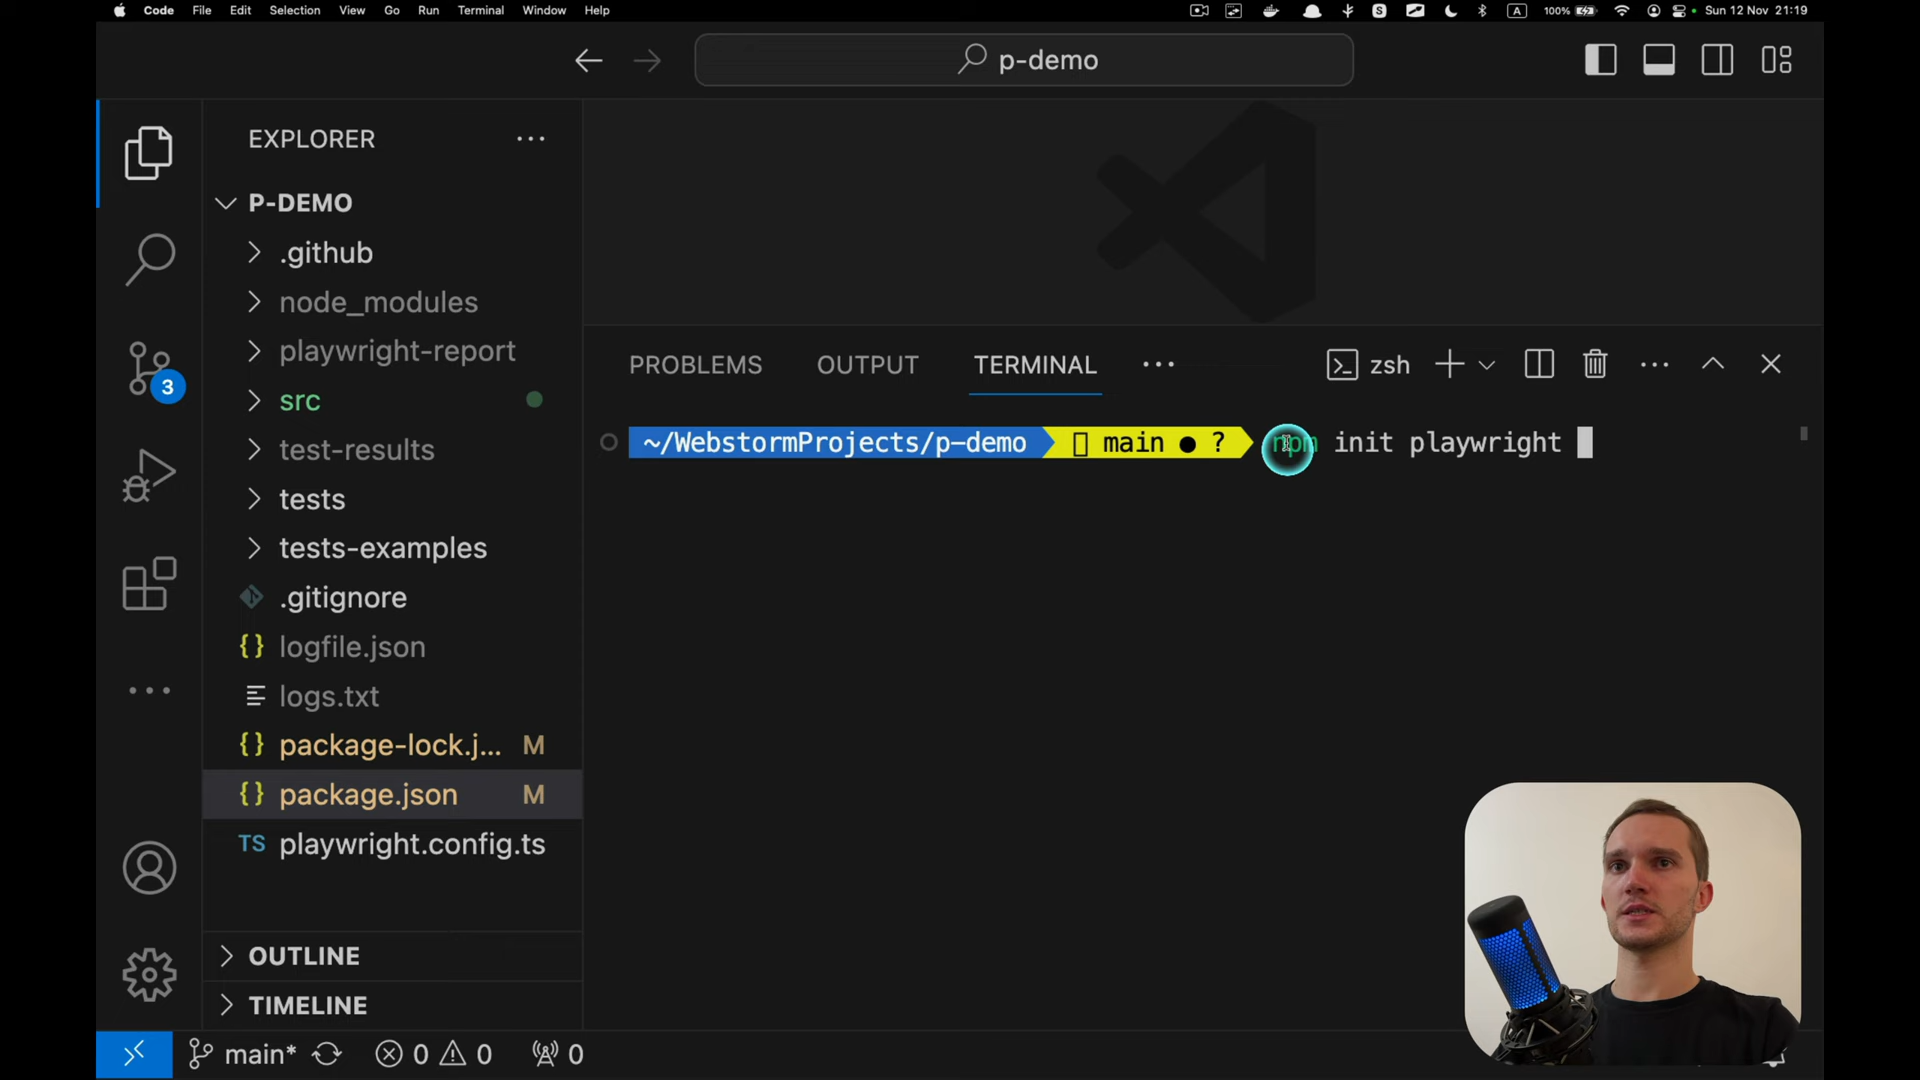 Code File Edit Selection View Go Run Terminal Window Help
A 100% Sun 12 Nov 21:19
p-demo
EXPLORER
P-DEMO
.github
node_modules
playwright-report
src
test-results
tests
tests-examples
.gitignore
{} logfile.json
logs.txt
{} package-lock.j... M
{} package.json M
TS playwright.config.ts
OUTLINE
TIMELINE
3
PROBLEMS OUTPUT TERMINAL ... zsh
~/WebstormProjects/p-demo main ● ? npm init playwright
main* 0 0 0